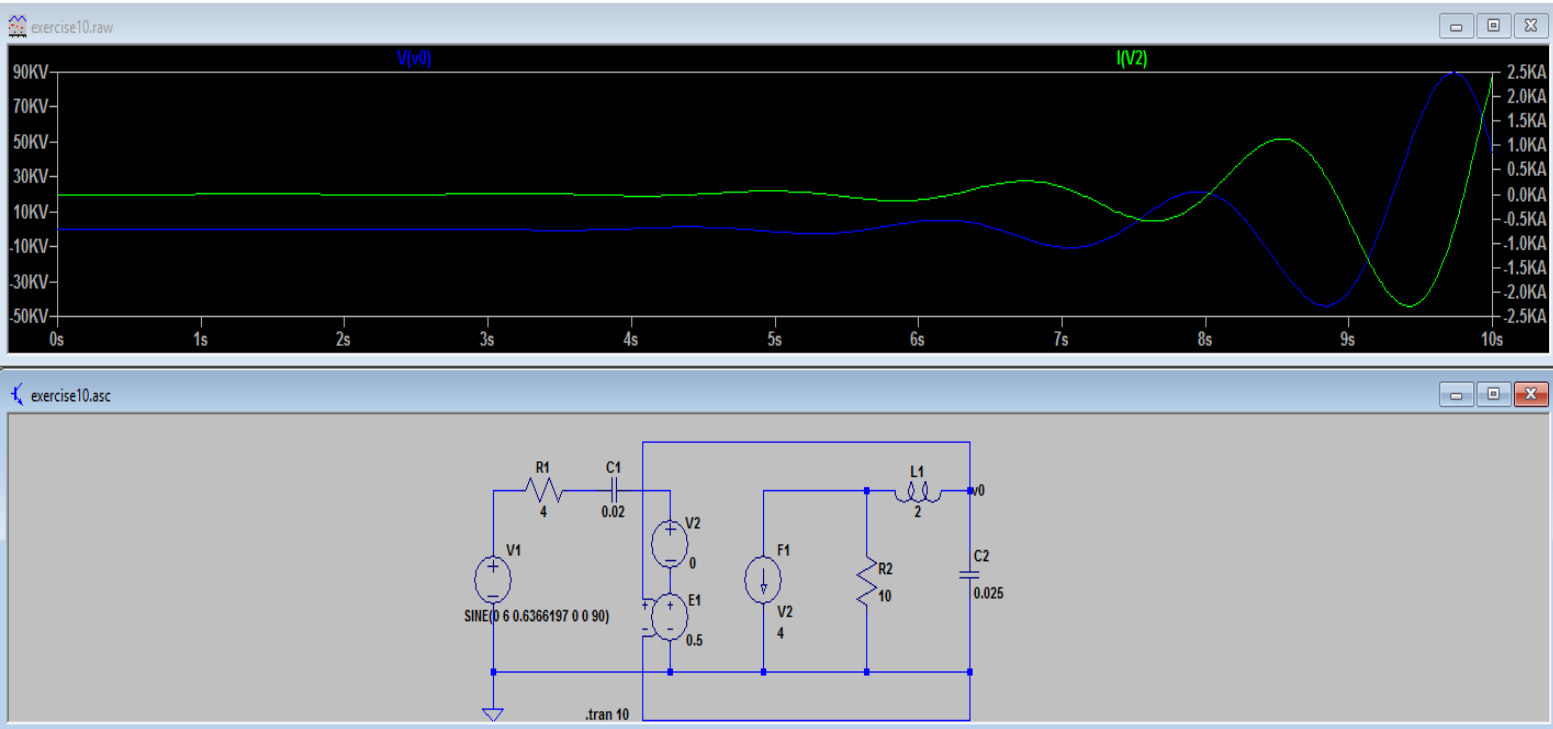 exercise10.raw
V(v0) I(V2)
90KV 2.5KA
70KV 2.0KA
1.5KA
50KV 1.0KA
30KV 0.5KA
0.0KA
10KV -0.5KA
-10KV -1.0KA
-1.5KA
-30KV -2.0KA
-50KV -2.5KA
0s 1s 2s 3s 4s 5s 6s 7s 8s 9s 10s
exercise10.asc
R1 C1 L1
v0
4 0.02 2
V2
V1 F1 C2
0 R2
E1 10 0.025
SINE(0 6 0.6366197 0 0 90) V2
0.5 4
.tran 10